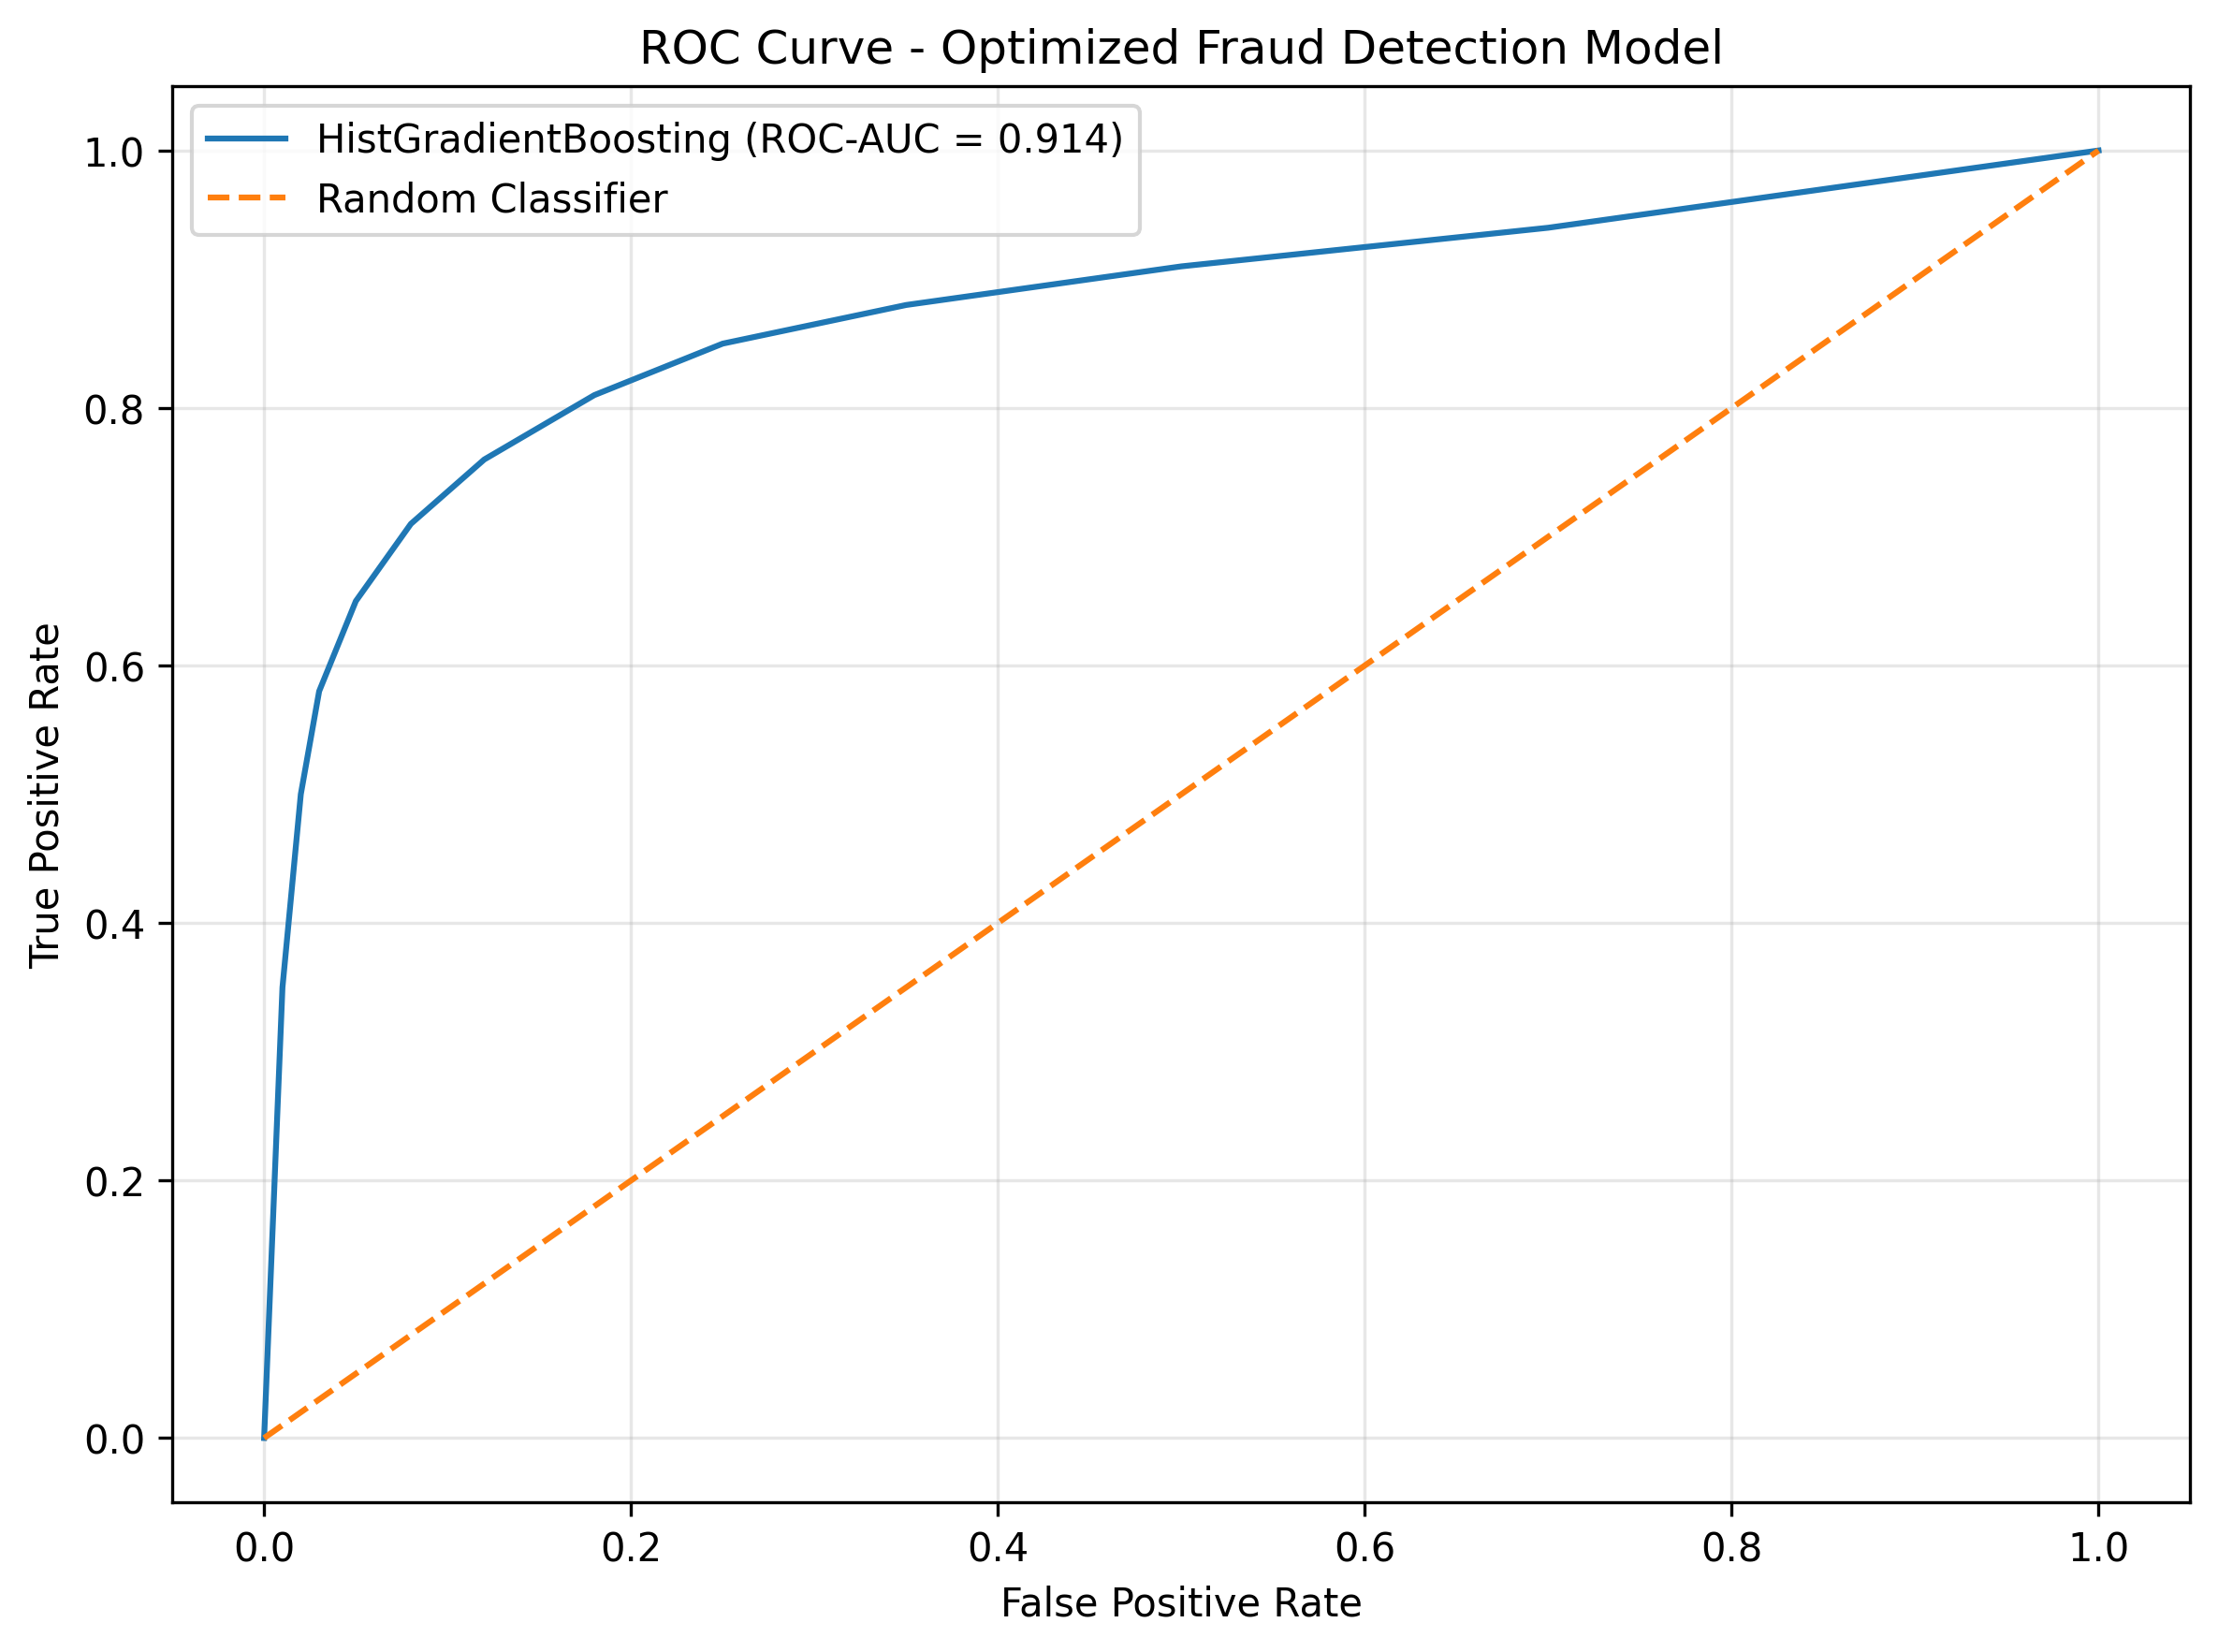 ROC Curve - Optimized Fraud Detection Model
HistGradientBoosting (ROC-AUC = 0.914)
Random Classifier
True Positive Rate
1.0
0.8
0.6
0.4
0.2
0.0
0.0 0.2 0.4 0.6 0.8 1.0
False Positive Rate